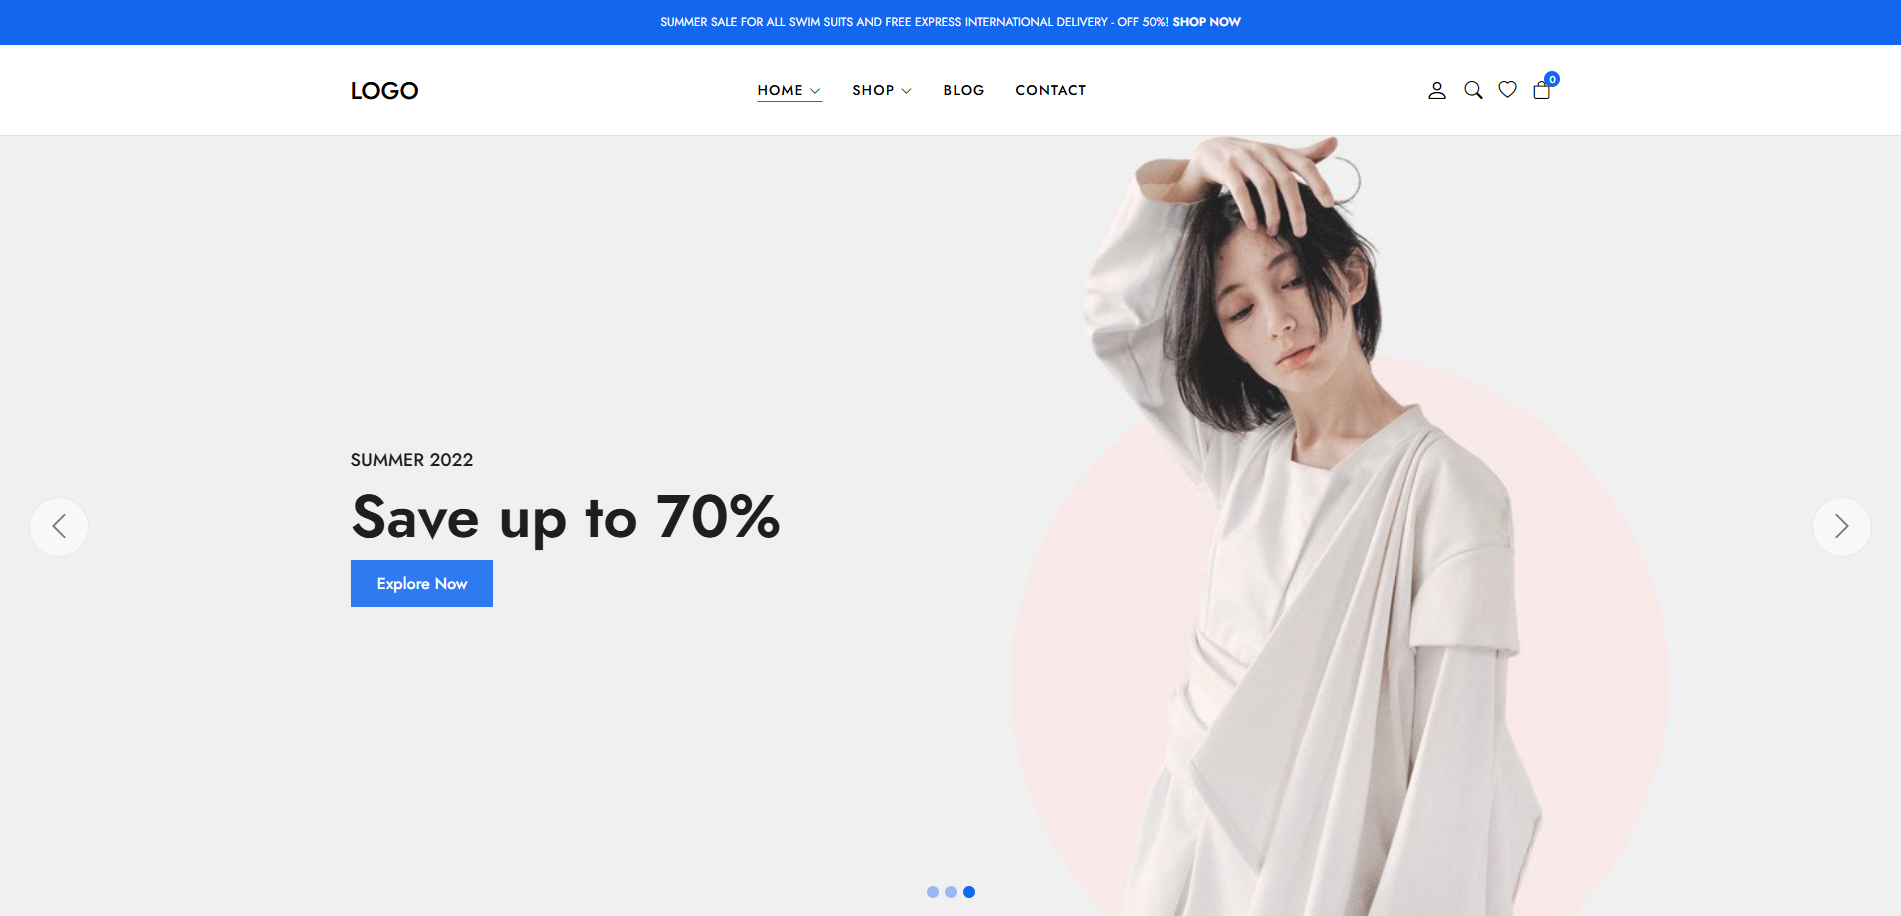 SUMMER SALE FOR ALL SWIM SUITS AND FREE EXPRESS INTERNATIONAL DELIVERY - OFF 50%! SHOP NOW
LOGO
HOME
SHOP
BLOG
CONTACT
0
SUMMER 2022
Save up to 70%
Explore Now